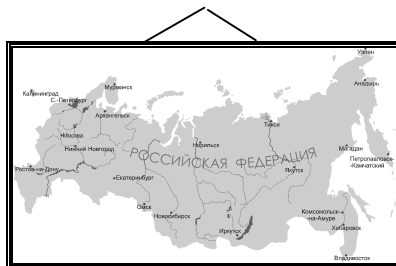 Уэлен
Мурманск
Анадырь
Калининград
С.-Петербург
Архангельск
Тикси
Москва
Норильск
Магадан
Нижний Новгород
РОССИЙСКАЯ ФЕДЕРАЦИЯ
Петропавловск-
-Камчатский
Ростов-на-Дону
Якутск
Екатеринбург
Омск
Новосибирск
Комсомольск-
-на-Амуре
Иркутск
Хабаровск
Владивосток